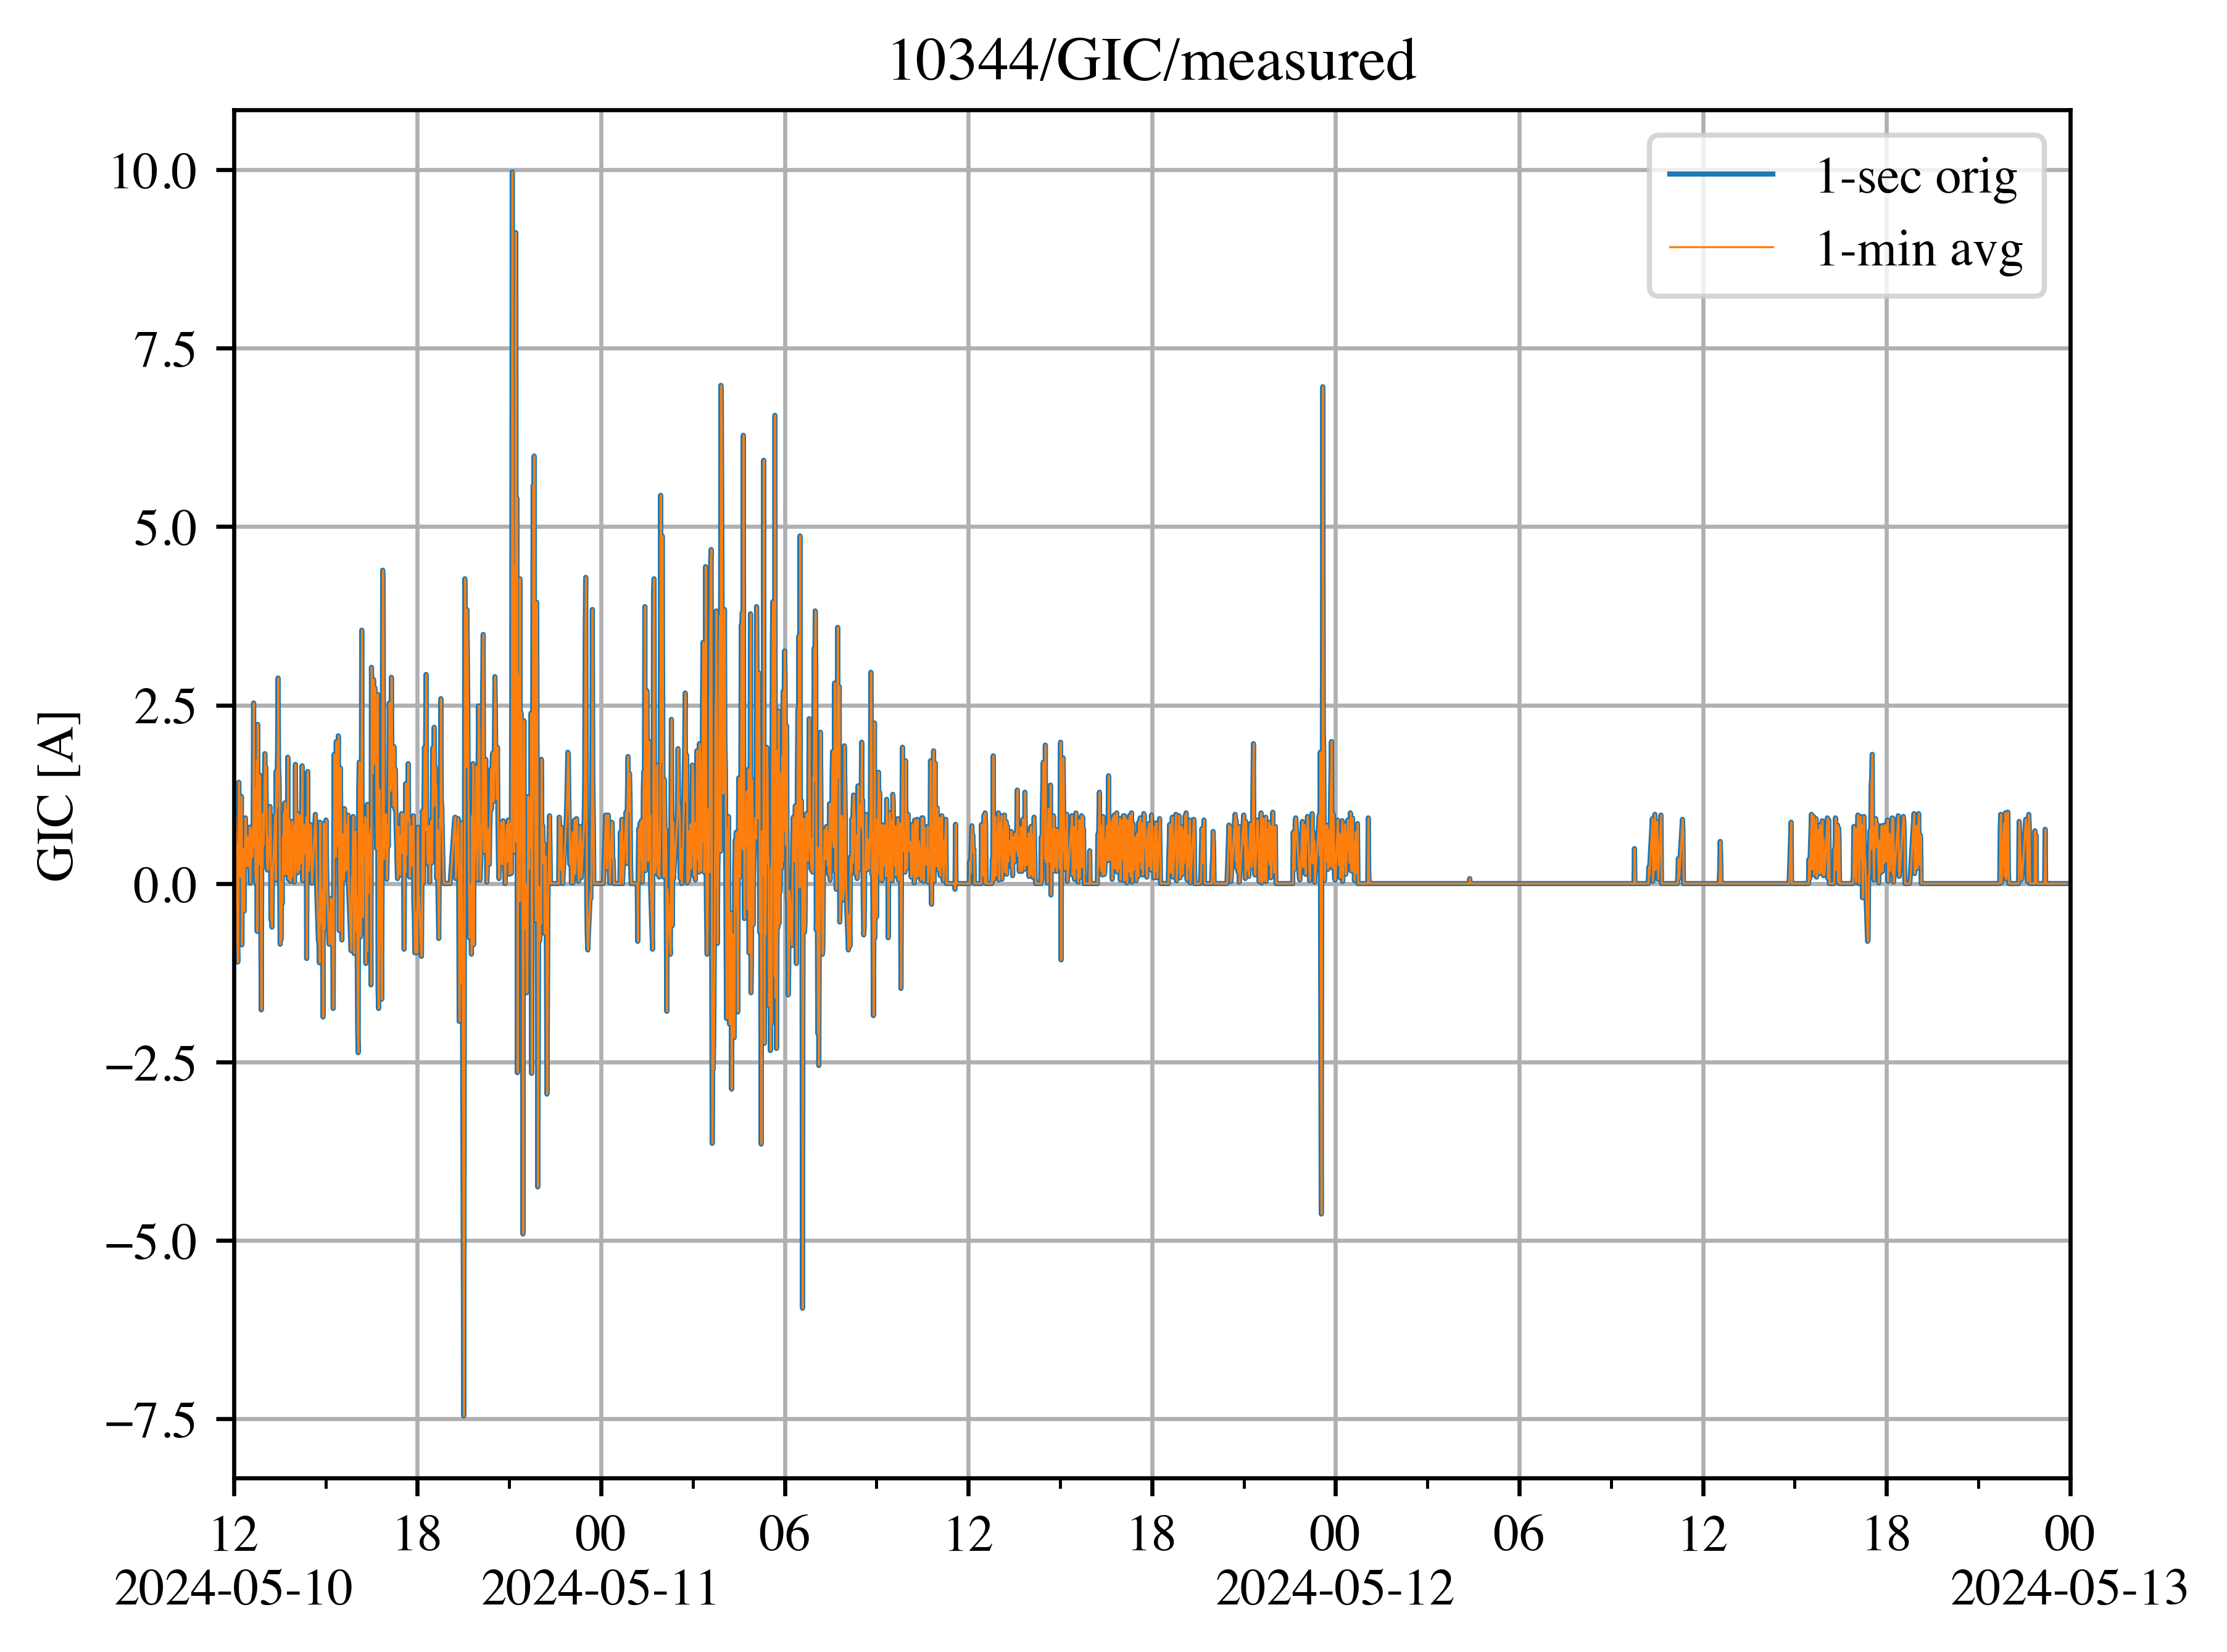 10344/GIC/measured
1-sec orig
1-min avg
GIC [A]
10.0
7.5
5.0
2.5
0.0
−2.5
−5.0
−7.5
12 18 00 06 12 18 00 06 12 18 00
2024-05-10 2024-05-11 2024-05-12 2024-05-13